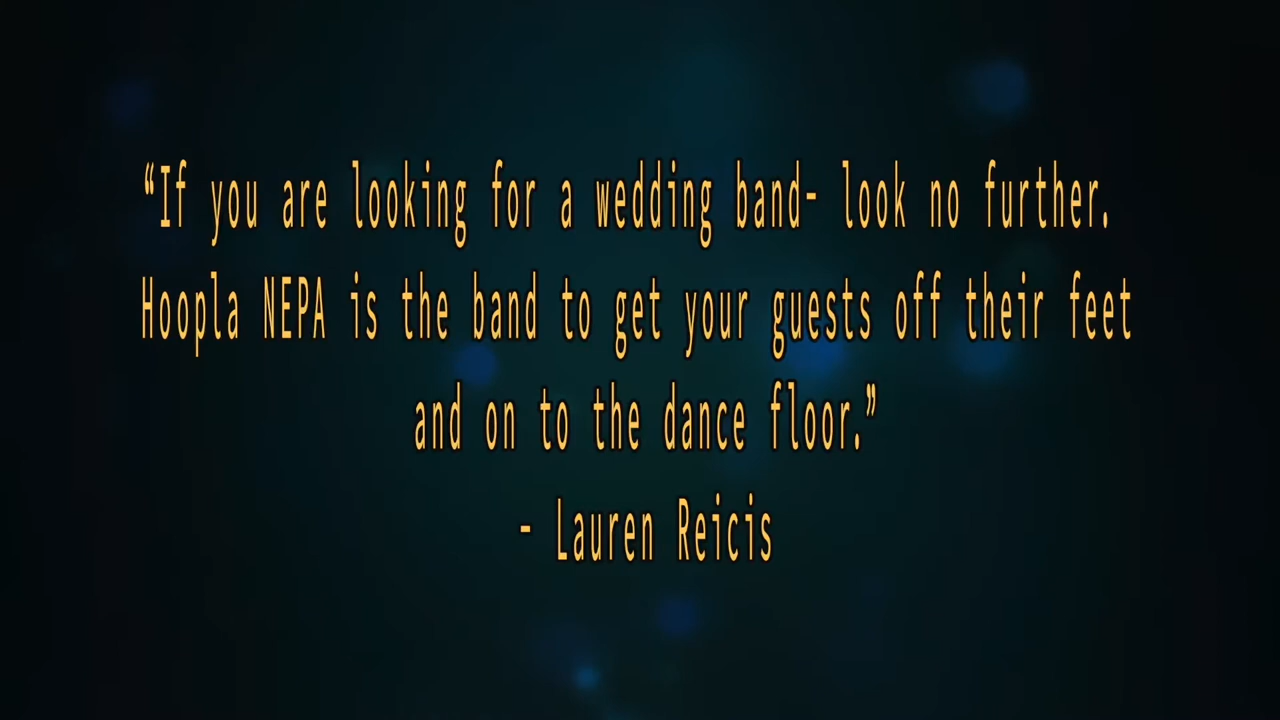 “If you are looking for a wedding band- look no further.
Hoopla NEPA is the band to get your guests off their feet
and on to the dance floor.”
- Lauren Reicis